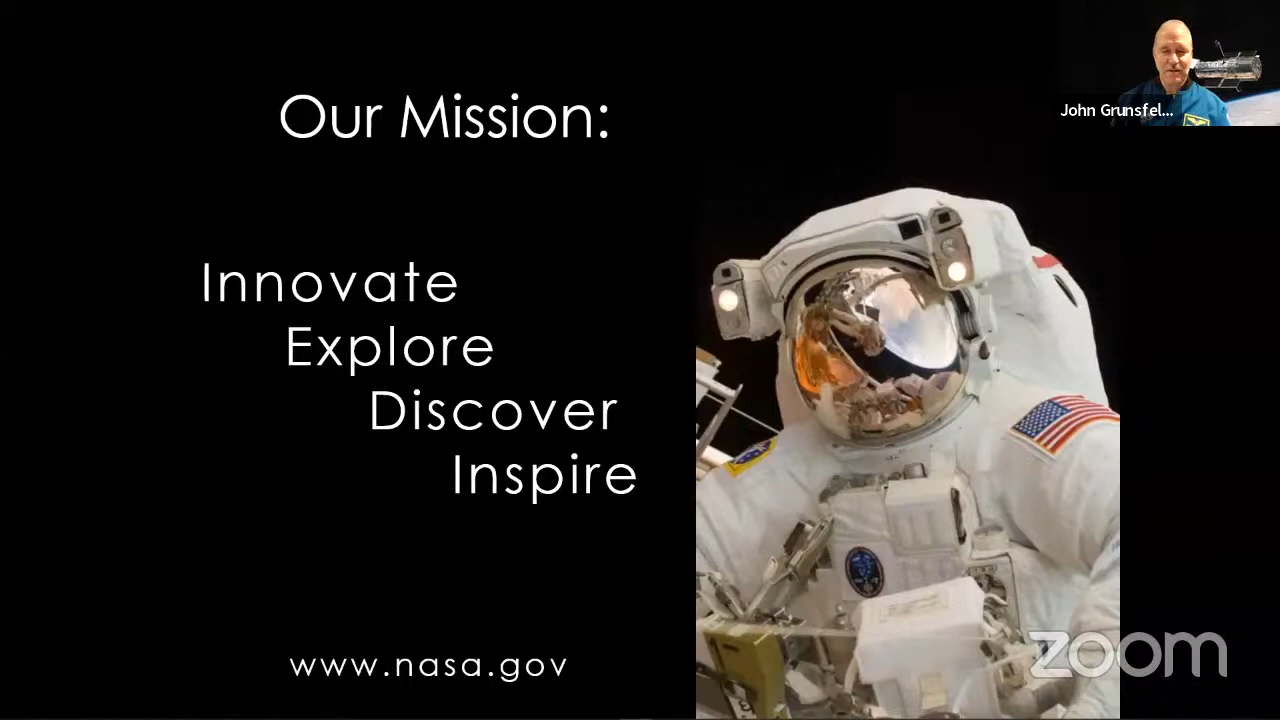 John Grunsfel...
Our Mission:
Innovate
Explore
Discover
Inspire
www.nasa.gov
zoom